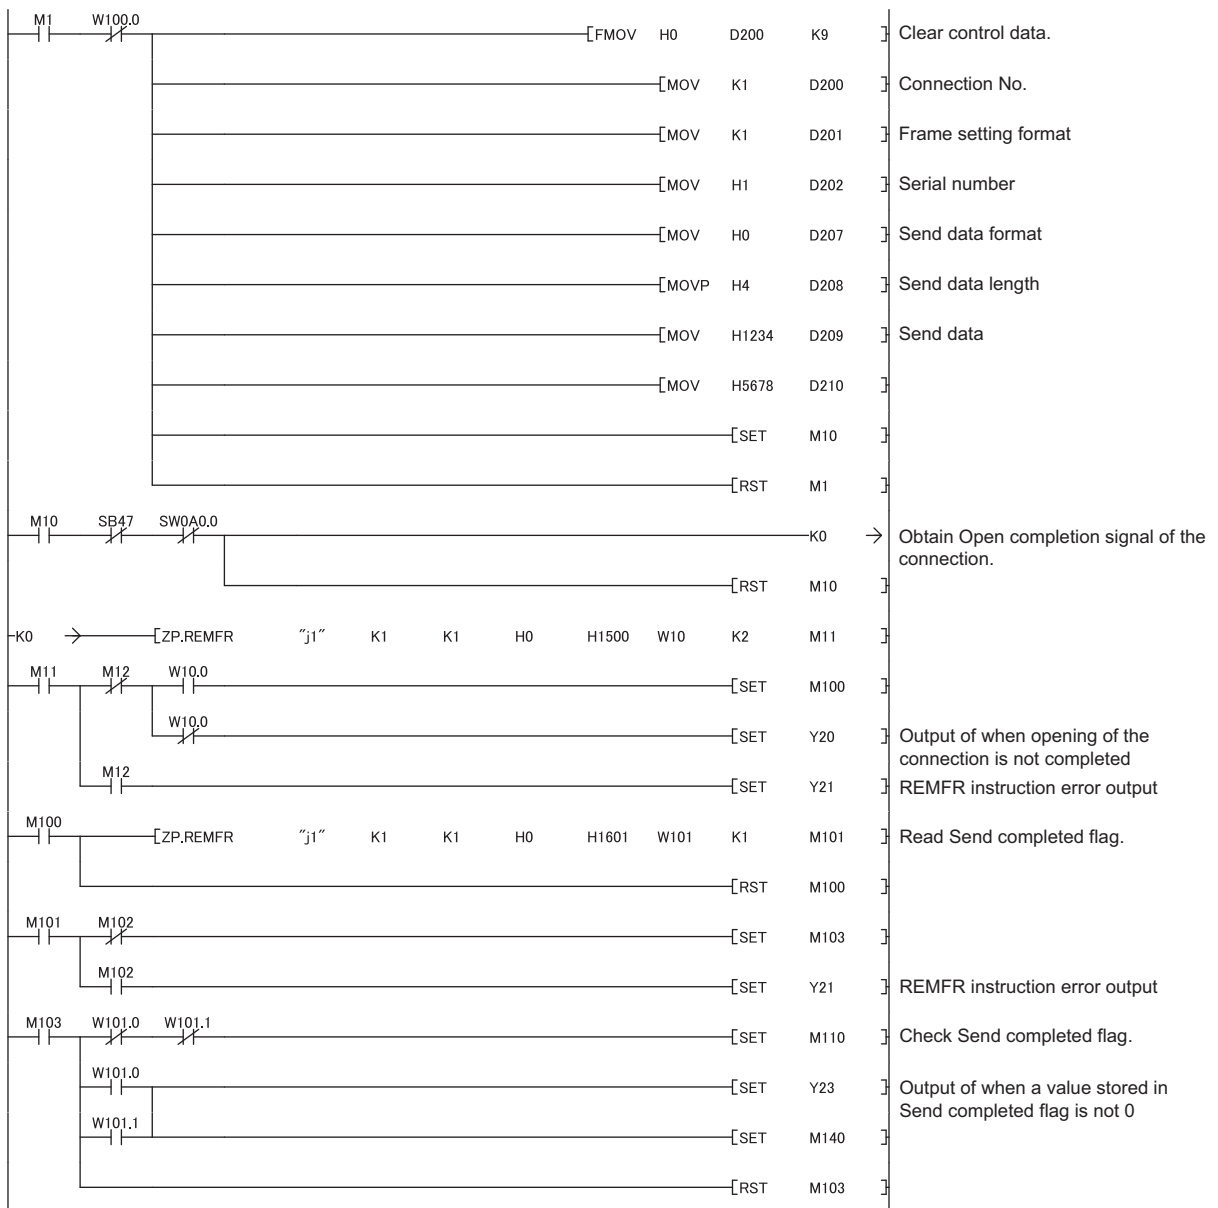 M1 W100.0
[FMOV H0 D200 K9 ] Clear control data.
[MOV K1 D200 ] Connection No.
[MOV K1 D201 ] Frame setting format
[MOV H1 D202 ] Serial number
[MOV H0 D207 ] Send data format
[MOVP H4 D208 ] Send data length
[MOV H1234 D209 ] Send data
[MOV H5678 D210 ]
[SET M10 ]
[RST M1 ]
M10 SB47 SW0A0.0
K0 Obtain Open completion signal of the
connection.
[RST M10 ]
K0 [ZP.REMFR "j1" K1 K1 H0 H1500 W10 K2 M11 ]
M11 M12 W10.0
[SET M100 ]
W10.0
[SET Y20 ] Output of when opening of the
connection is not completed
M12
[SET Y21 ] REMFR instruction error output
M100
[ZP.REMFR "j1" K1 K1 H0 H1601 W101 K1 M101 ] Read Send completed flag.
[RST M100 ]
M101 M102
[SET M103 ]
M102
[SET Y21 ] REMFR instruction error output
M103 W101.0 W101.1
[SET M110 ] Check Send completed flag.
W101.0
[SET Y23 ] Output of when a value stored in
Send completed flag is not 0
W101.1
[SET M140 ]
[RST M103 ]